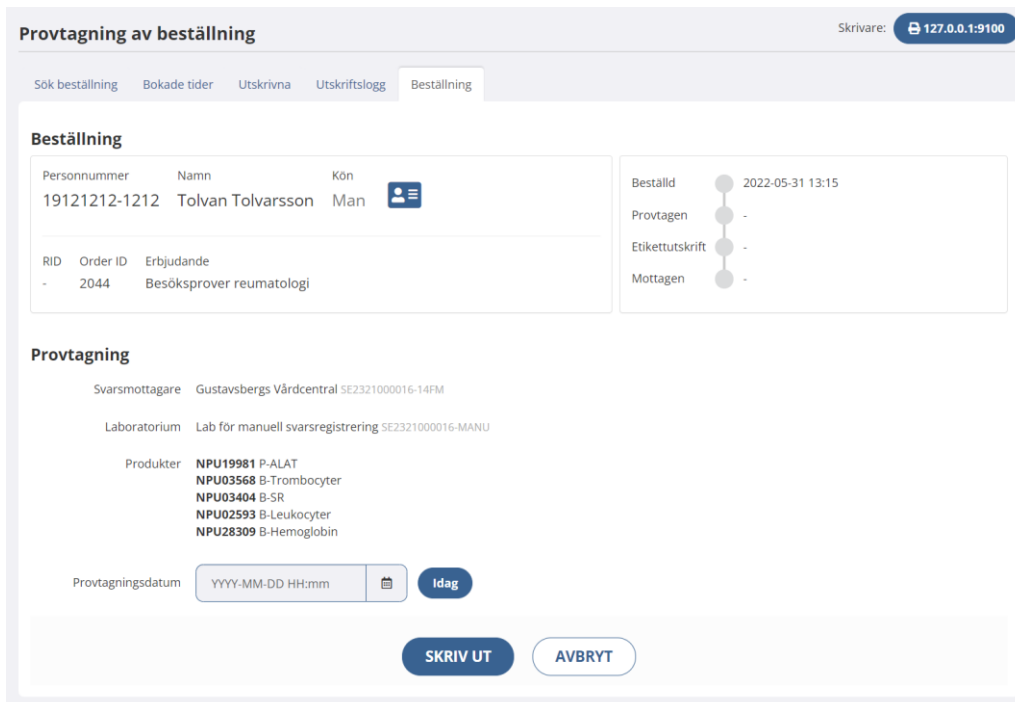 Provtagning av beställning
Skrivare: 127.0.0.1:9100
Sök beställning Bokade tider Utskrivna Utskriftslogg Beställning
Beställning
Personnummer Namn Kön
19121212-1212 Tolvan Tolvarsson Man
RID Order ID Erbjudande
- 2044 Besöksprover reumatologi
Beställd 2022-05-31 13:15
Provtagen -
Etikettutskrift -
Mottagen -
Provtagning
Svarsmottagare Gustavsbergs Vårdcentral SE2321000016-14FM
Laboratorium Lab för manuell svarsregistrering SE2321000016-MANU
Produkter NPU19981 P-ALAT
NPU03568 B-Trombocyter
NPU03404 B-SR
NPU02593 B-Leukocyter
NPU28309 B-Hemoglobin
Provtagningsdatum YYYY-MM-DD HH:mm Idag
SKRIV UT AVBRYT